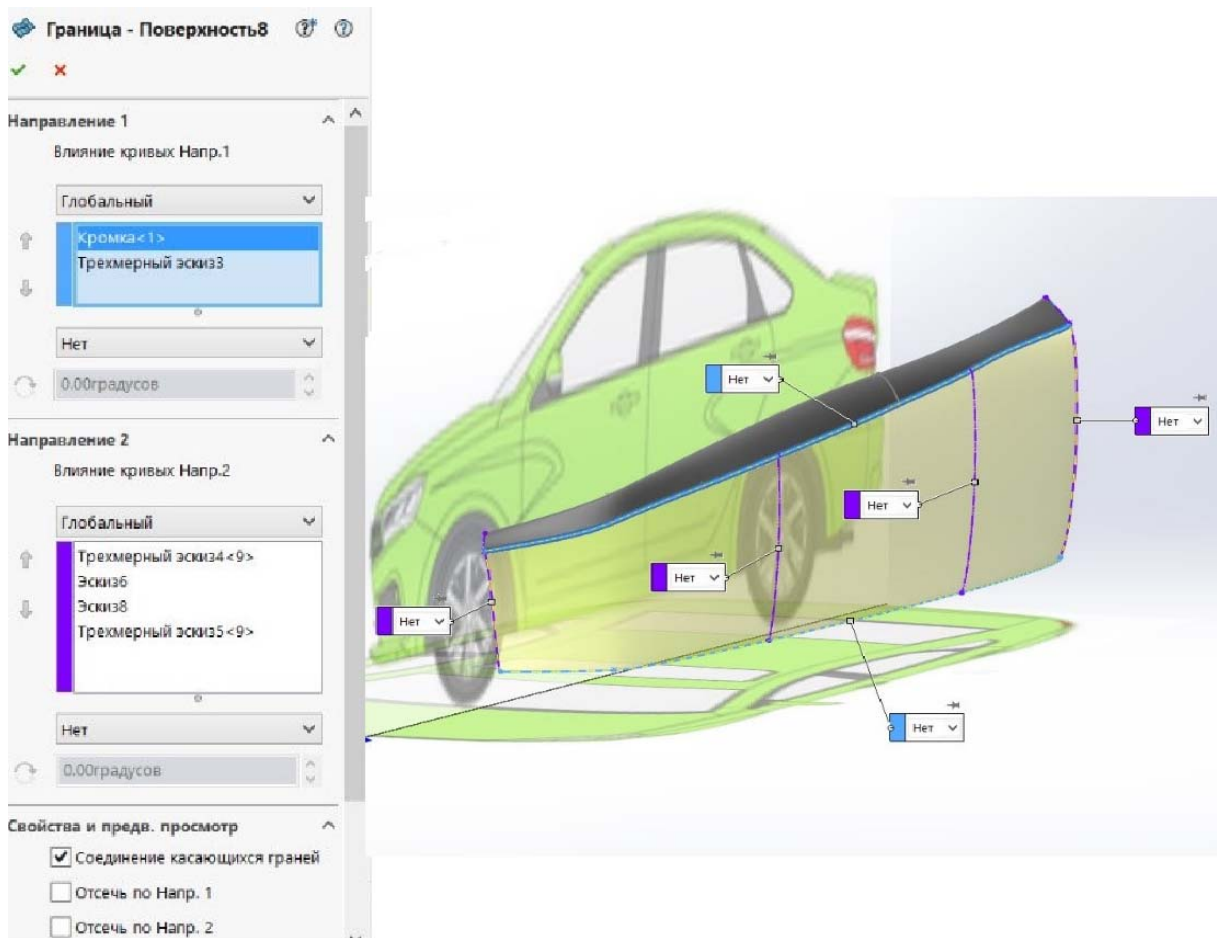 Граница - Поверхность8
Направление 1
Влияние кривых Напр.1
Глобальный
Кромка<1>
Трехмерный эскиз3
Нет
0.00градусов
Направление 2
Влияние кривых Напр.2
Глобальный
Трехмерный эскиз4<9>
Эскиз6
Эскиз8
Трехмерный эскиз5<9>
Нет
0.00градусов
Свойства и предв. просмотр
Соединение касающихся граней
Отсечь по Напр. 1
Отсечь по Напр. 2
Нет
Нет
Нет
Нет
Нет
Нет